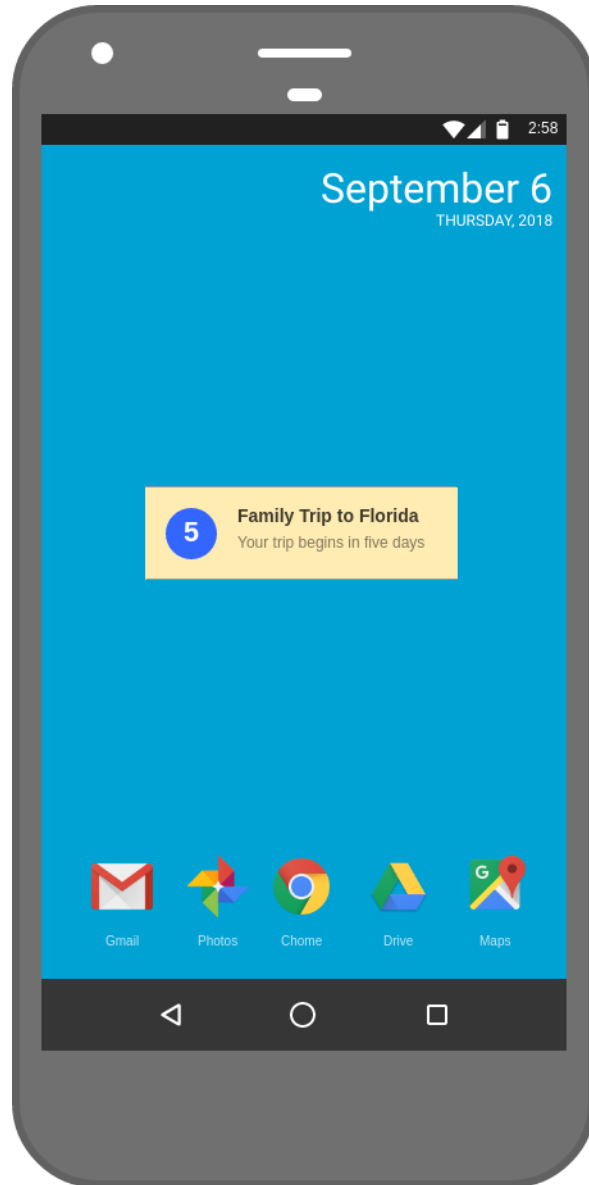 2:58
September 6
THURSDAY, 2018
5
Family Trip to Florida
Your trip begins in five days
G
Gmail
Photos
Chome
Drive
Maps